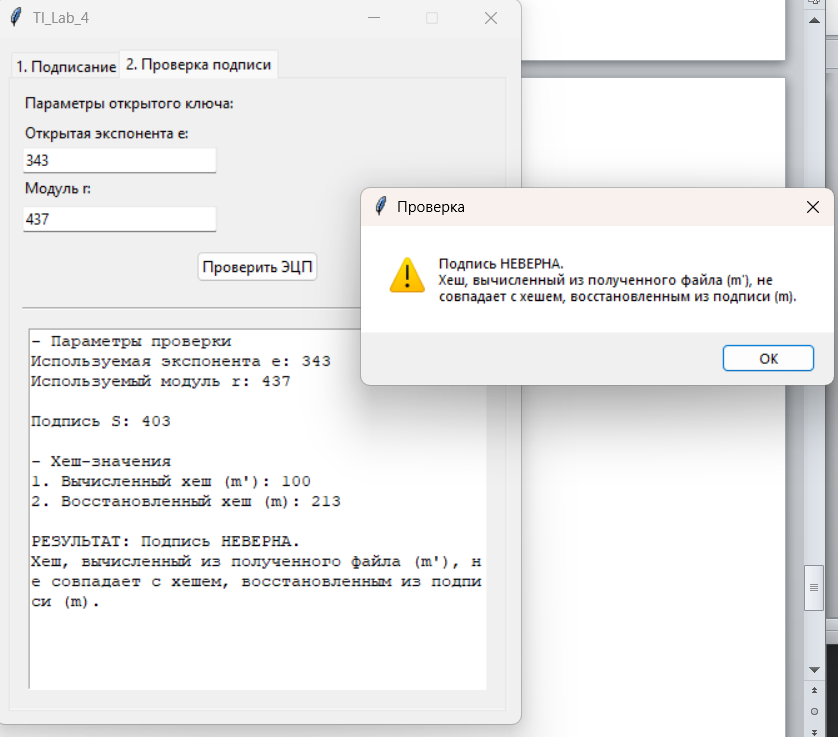 TI_Lab_4
1. Подписание 2. Проверка подписи
Параметры открытого ключа:
Открытая экспонента e:
343
Модуль r:
437
Проверить ЭЦП
- Параметры проверки
Используемая экспонента e: 343
Используемый модуль r: 437
Подпись S: 403
- Хеш-значения
1. Вычисленный хеш (m'): 100
2. Восстановленный хеш (m): 213
РЕЗУЛЬТАТ: Подпись НЕВЕРНА.
Хеш, вычисленный из полученного файла (m'), н
е совпадает с хешем, восстановленным из подпи
си (m).
Проверка
Подпись НЕВЕРНА.
Хеш, вычисленный из полученного файла (m'), не
совпадает с хешем, восстановленным из подписи (m).
OK